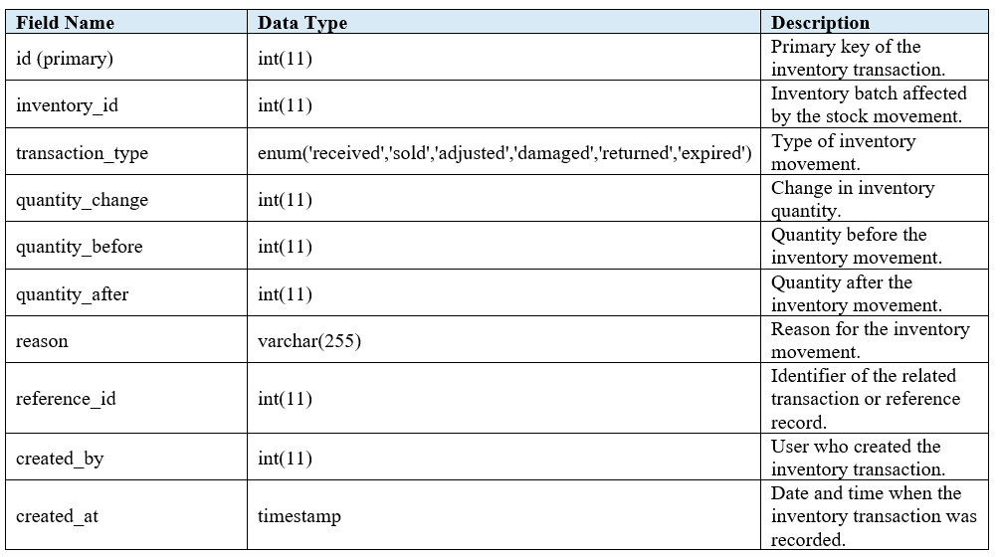 Field Name Data Type Description
id (primary) int(11) Primary key of the
inventory transaction.
inventory_id int(11) Inventory batch affected
by the stock movement.
transaction_type enum('received','sold','adjusted','damaged','returned','expired') Type of inventory
movement.
quantity_change int(11) Change in inventory
quantity.
quantity_before int(11) Quantity before the
inventory movement.
quantity_after int(11) Quantity after the
inventory movement.
reason varchar(255) Reason for the inventory
movement.
reference_id int(11) Identifier of the related
transaction or reference
record.
created_by int(11) User who created the
inventory transaction.
created_at timestamp Date and time when the
inventory transaction was
recorded.